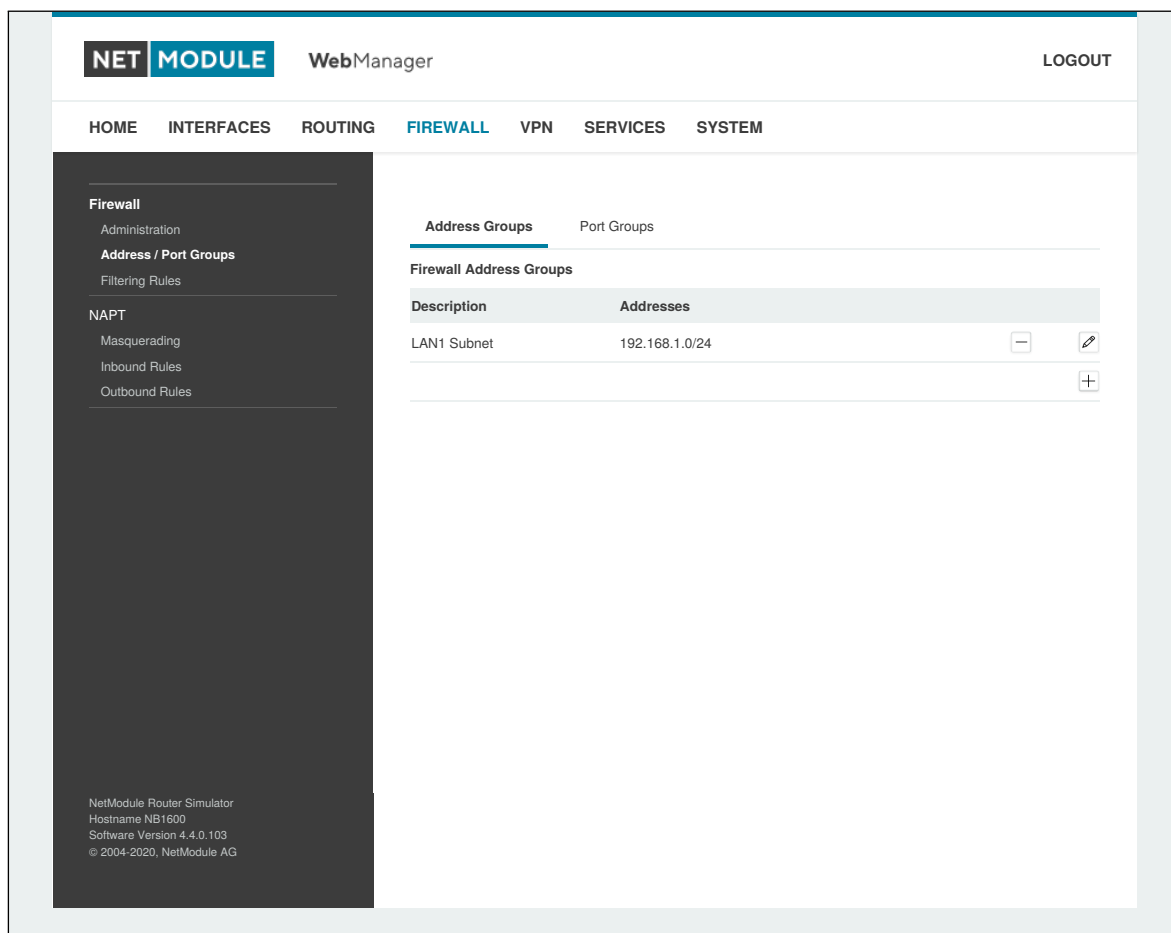 NET MODULE WebManager LOGOUT
HOME INTERFACES ROUTING FIREWALL VPN SERVICES SYSTEM
Firewall
Administration
Address / Port Groups
Filtering Rules
NAPT
Masquerading
Inbound Rules
Outbound Rules
NetModule Router Simulator
Hostname NB1600
Software Version 4.4.0.103
© 2004-2020, NetModule AG
Address Groups Port Groups
Firewall Address Groups
Description Addresses
LAN1 Subnet 192.168.1.0/24